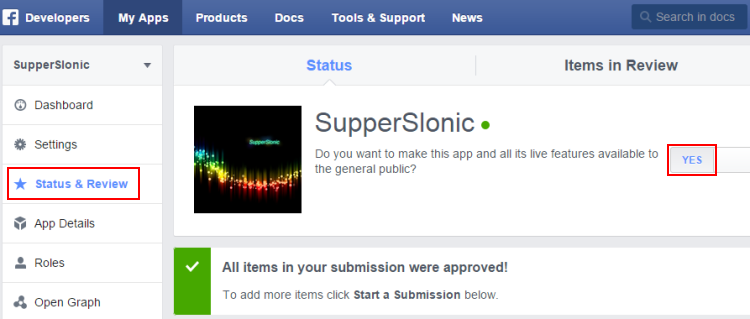 Developers My Apps Products Docs Tools & Support News Search in docs
SupperSlonic
Dashboard
Settings
Status & Review
App Details
Roles
Open Graph
Status Items in Review
SupperSlonic
SupperSlonic
Do you want to make this app and all its live features available to
the general public?
YES
All items in your submission were approved!
To add more items click Start a Submission below.